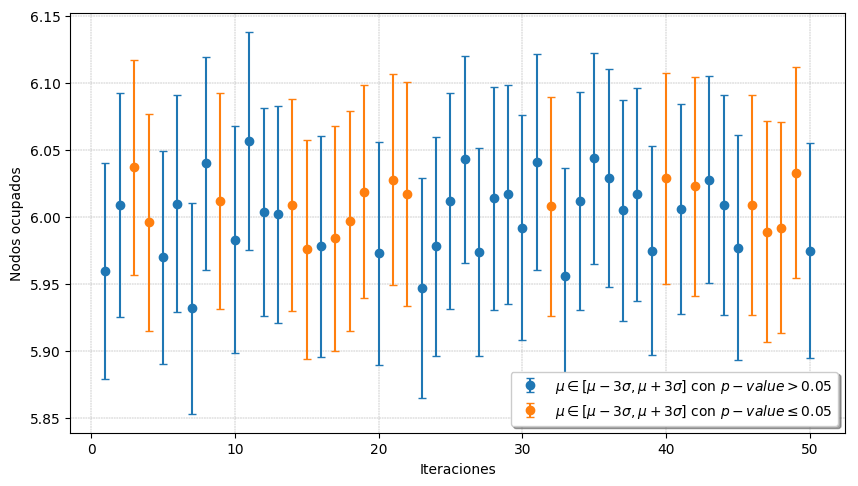 6.15
6.10
6.05
6.00
5.95
5.90
5.85
Nodos ocupados
μ ∈ [μ − 3σ, μ + 3σ] con p − value > 0.05
μ ∈ [μ − 3σ, μ + 3σ] con p − value ≤ 0.05
0 10 20 30 40 50
Iteraciones